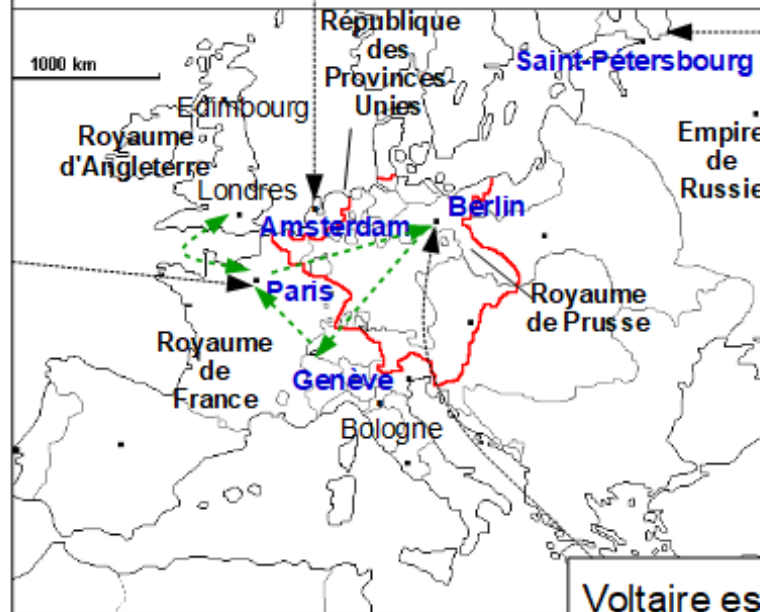 République
des
Provinces-
Unies
1000 km
Saint-Pétersbourg
Edimbourg
Royaume
d'Angleterre
Empire
de
Russie
Londres
Berlin
Amsterdam
Paris
Royaume
de Prusse
Royaume
de
France
Genève
Bologne
Voltaire es